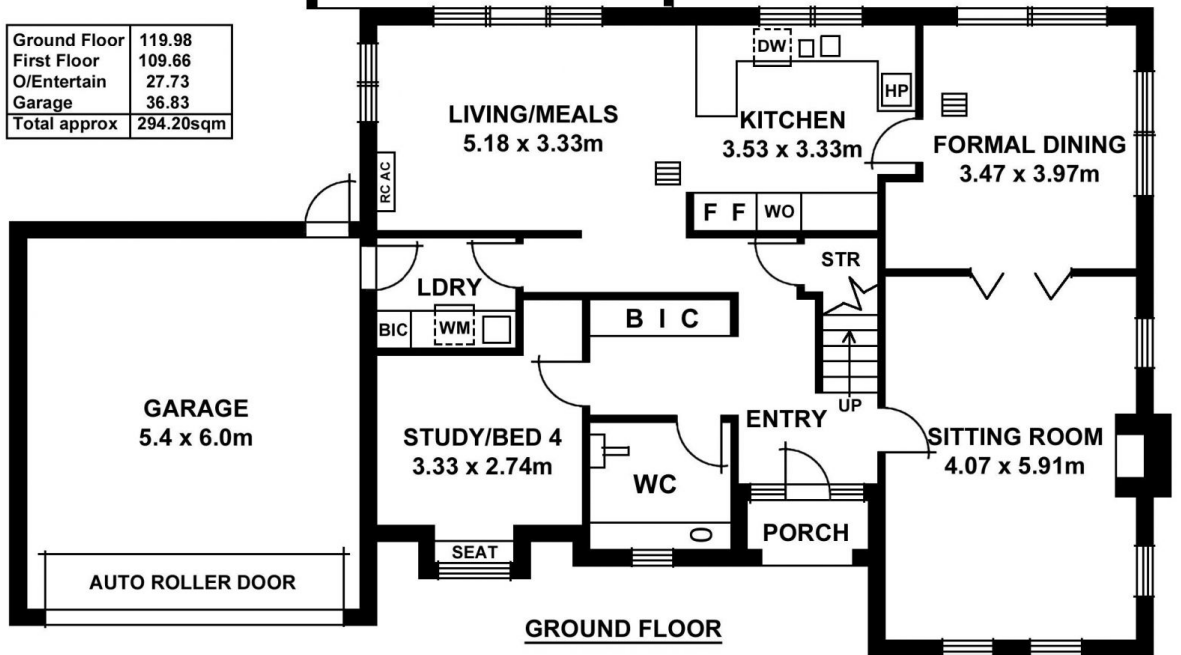 Ground Floor 119.98
First Floor 109.66
O/Entertain 27.73
Garage 36.83
Total approx 294.20sqm
LIVING/MEALS
5.18 x 3.33m
RC AC
DW
HP
KITCHEN
3.53 x 3.33m
F F
WO
FORMAL DINING
3.47 x 3.97m
STR
LDRY
BIC
WM
B I C
UP
GARAGE
5.4 x 6.0m
STUDY/BED 4
3.33 x 2.74m
ENTRY
SITTING ROOM
4.07 x 5.91m
WC
PORCH
SEAT
AUTO ROLLER DOOR
GROUND FLOOR